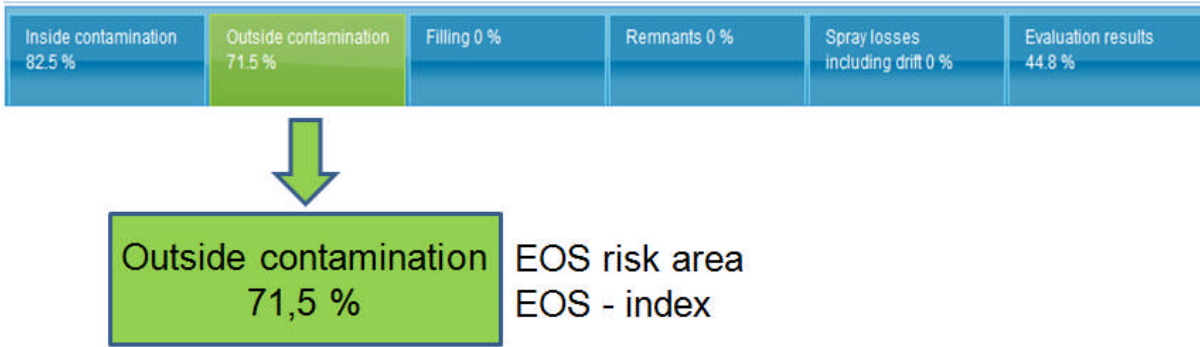 Inside contamination
82.5 %
Outside contamination
71.5 %
Filling 0 %
Remnants 0 %
Spray losses
including drift 0 %
Evaluation results
44.8 %
Outside contamination
71,5 %
EOS risk area
EOS - index